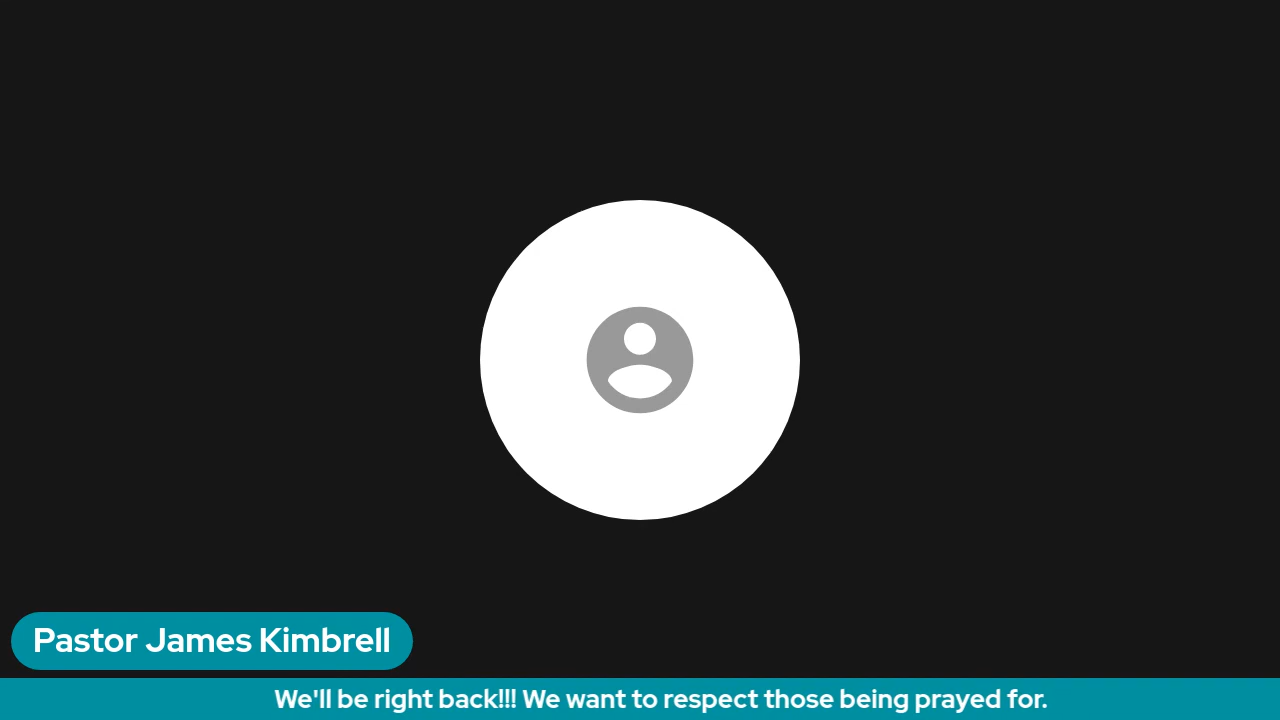 Pastor James Kimbrell
We'll be right back!!! We want to respect those being prayed for.